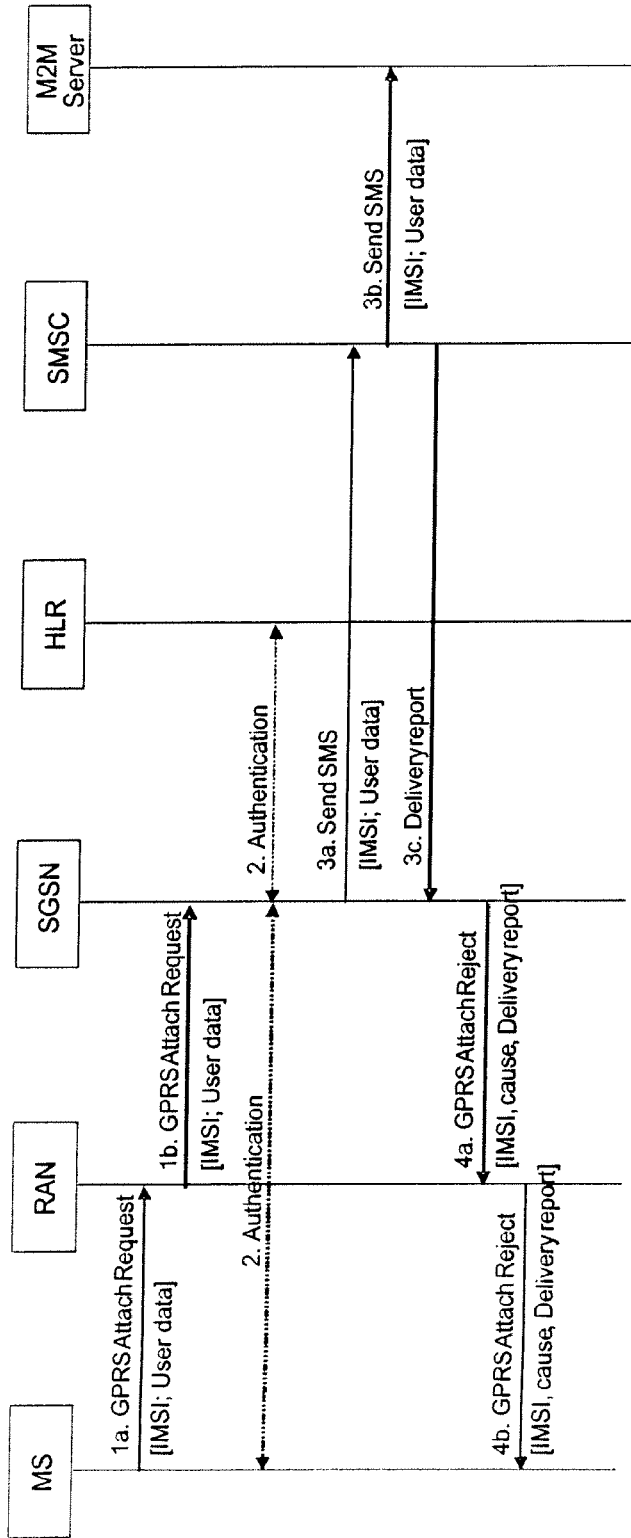 MS
RAN
SGSN
HLR
SMSC
M2M
Server
1a. GPRS Attach Request
[IMSI; User data]
1b. GPRS Attach Request
[IMSI; User data]
2. Authentication
2. Authentication
3a. Send SMS
[IMSI; User data]
3b. Send SMS
[IMSI; User data]
3c. Delivery report
4a. GPRS Attach Reject
[IMSI, cause, Delivery report]
4b. GPRS Attach Reject
[IMSI, cause, Delivery report]